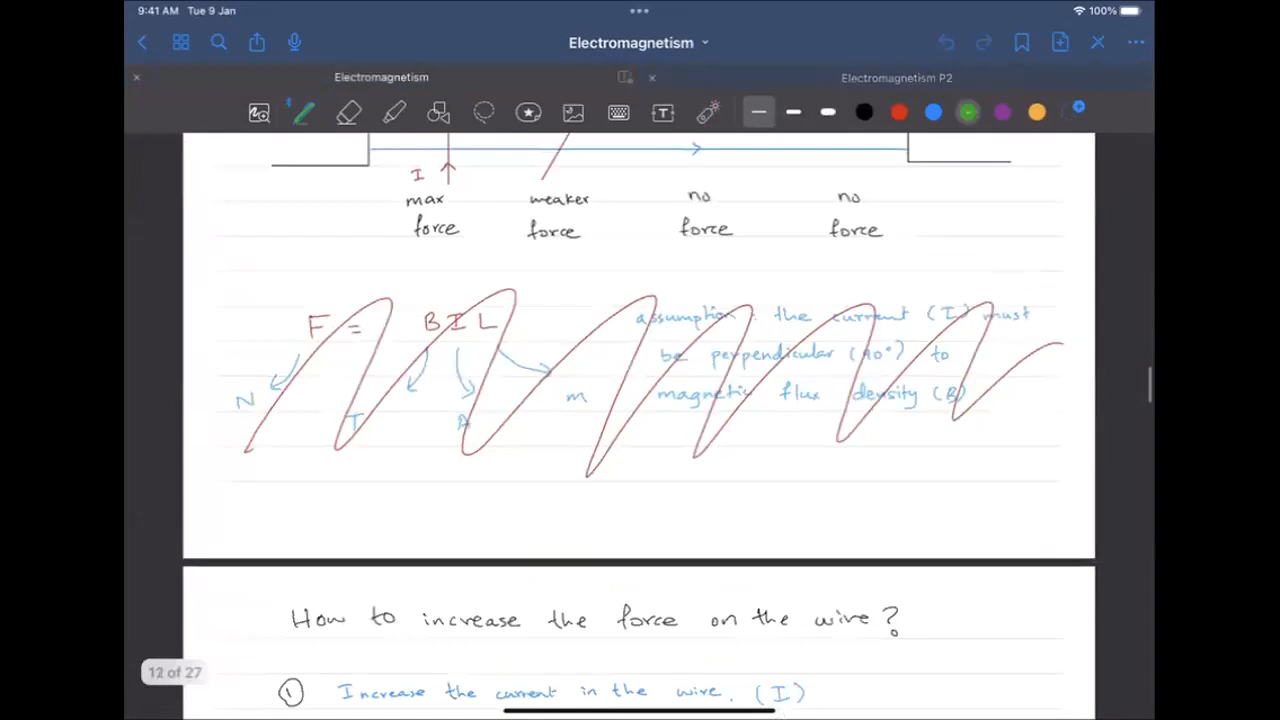 9:41 AM Tue 9 Jan
100%
Electromagnetism
Electromagnetism
Electromagnetism P2
I
max force
weaker force
no force
no force
F = BIL
N
T
A
m
assumption : the current (I) must
be perpendicular (90°) to
magnetic flux density (B)
How to increase the force on the wire?
12 of 27
① Increase the current in the wire. (I)